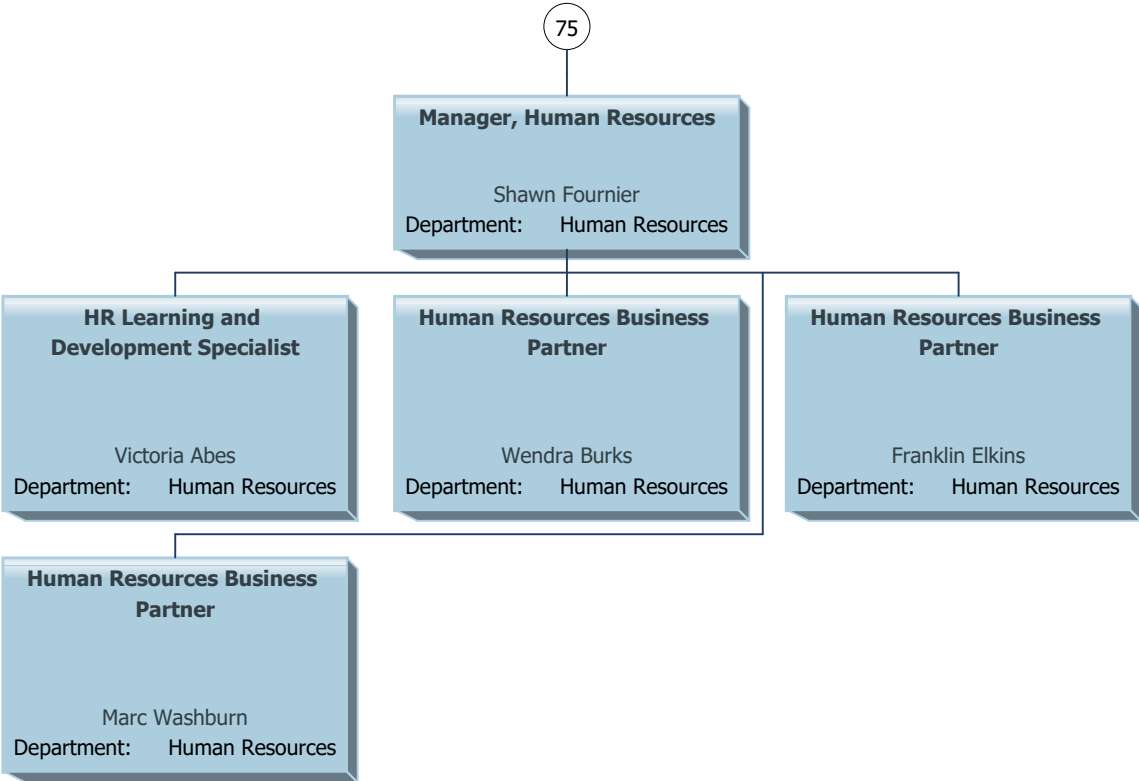 75
Manager, Human Resources
Shawn Fournier
Department: Human Resources
HR Learning and
Development Specialist
Victoria Abes
Department: Human Resources
Human Resources Business
Partner
Wendra Burks
Department: Human Resources
Human Resources Business
Partner
Franklin Elkins
Department: Human Resources
Human Resources Business
Partner
Marc Washburn
Department: Human Resources